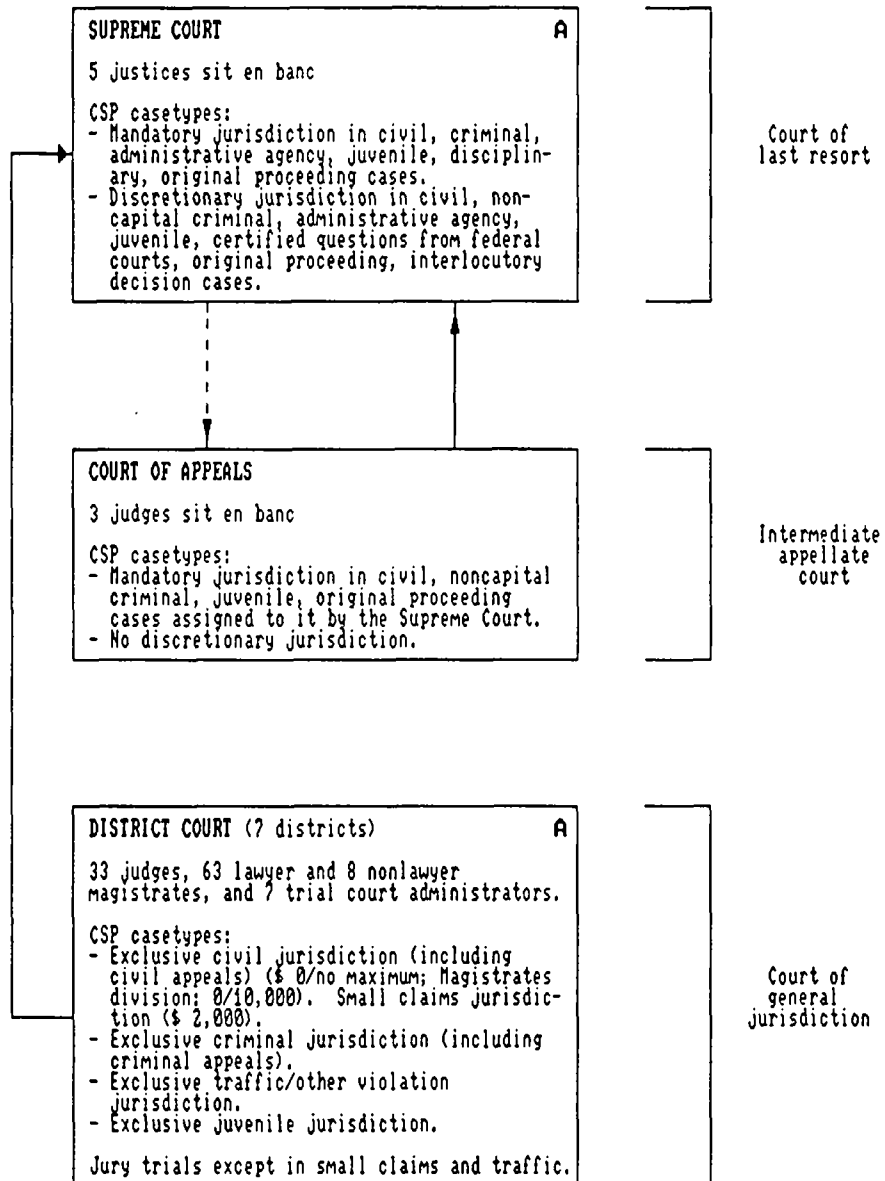 SUPREME COURT A
5 justices sit en banc
CSP casetypes:
- Mandatory jurisdiction in civil, criminal,
administrative agency, juvenile, disciplin-
ary, original proceeding cases.
- Discretionary jurisdiction in civil, non-
capital criminal, administrative agency,
juvenile, certified questions from federal
courts, original proceeding, interlocutory
decision cases.
Court of
last resort
COURT OF APPEALS
3 judges sit en banc
CSP casetypes:
- Mandatory jurisdiction in civil, noncapital
criminal, juvenile, original proceeding
cases assigned to it by the Supreme Court.
- No discretionary jurisdiction.
Intermediate
appellate
court
DISTRICT COURT (7 districts) A
33 judges, 63 lawyer and 8 nonlawyer
magistrates, and 7 trial court administrators.
CSP casetypes:
- Exclusive civil jurisdiction (including
civil appeals) ($ 0/no maximum; Magistrates
division: 0/10,000). Small claims jurisdic-
tion ($ 2,000).
- Exclusive criminal jurisdiction (including
criminal appeals).
- Exclusive traffic/other violation
jurisdiction.
- Exclusive juvenile jurisdiction.
Jury trials except in small claims and traffic.
Court of
general
jurisdiction